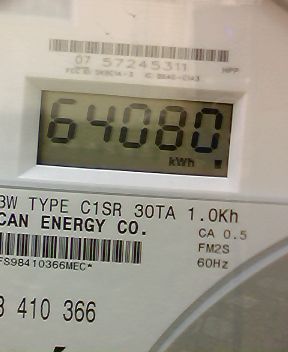 07 57245311
64080
kWh
3W TYPE C1SR 30TA 1.0Kh
CAN ENERGY CO.
CA 0.5
FM2S
FS98410366MEC*
60Hz
3 410 366